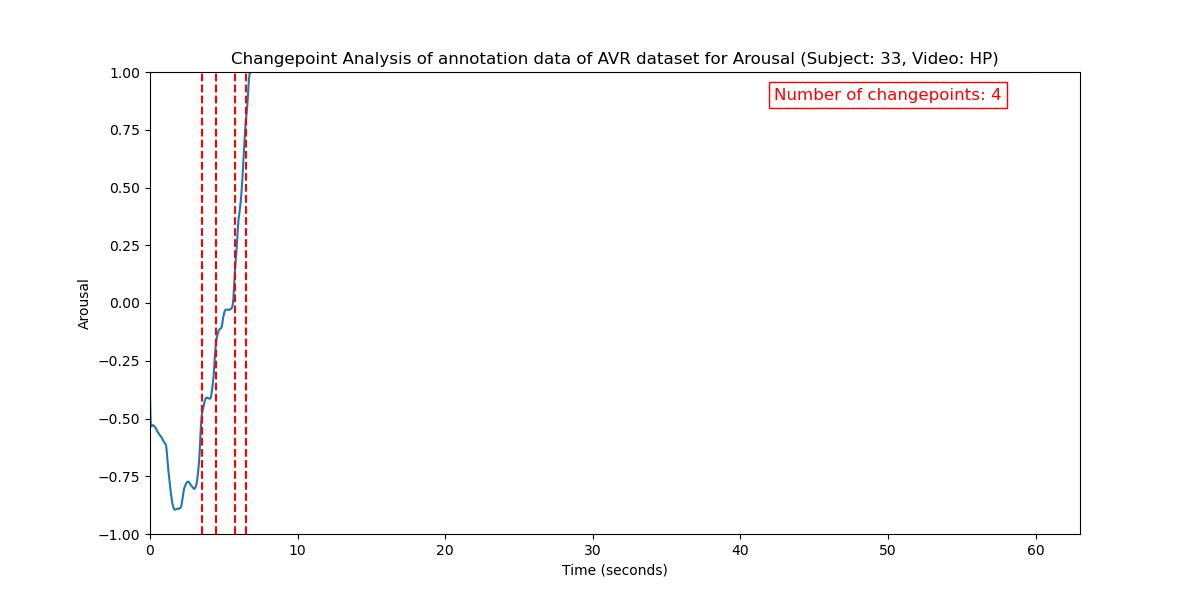 Changepoint Analysis of annotation data of AVR dataset for Arousal (Subject: 33, Video: HP)
Number of changepoints: 4
1.00
0.75
0.50
0.25
0.00
−0.25
−0.50
−0.75
−1.00
Arousal
0 10 20 30 40 50 60
Time (seconds)